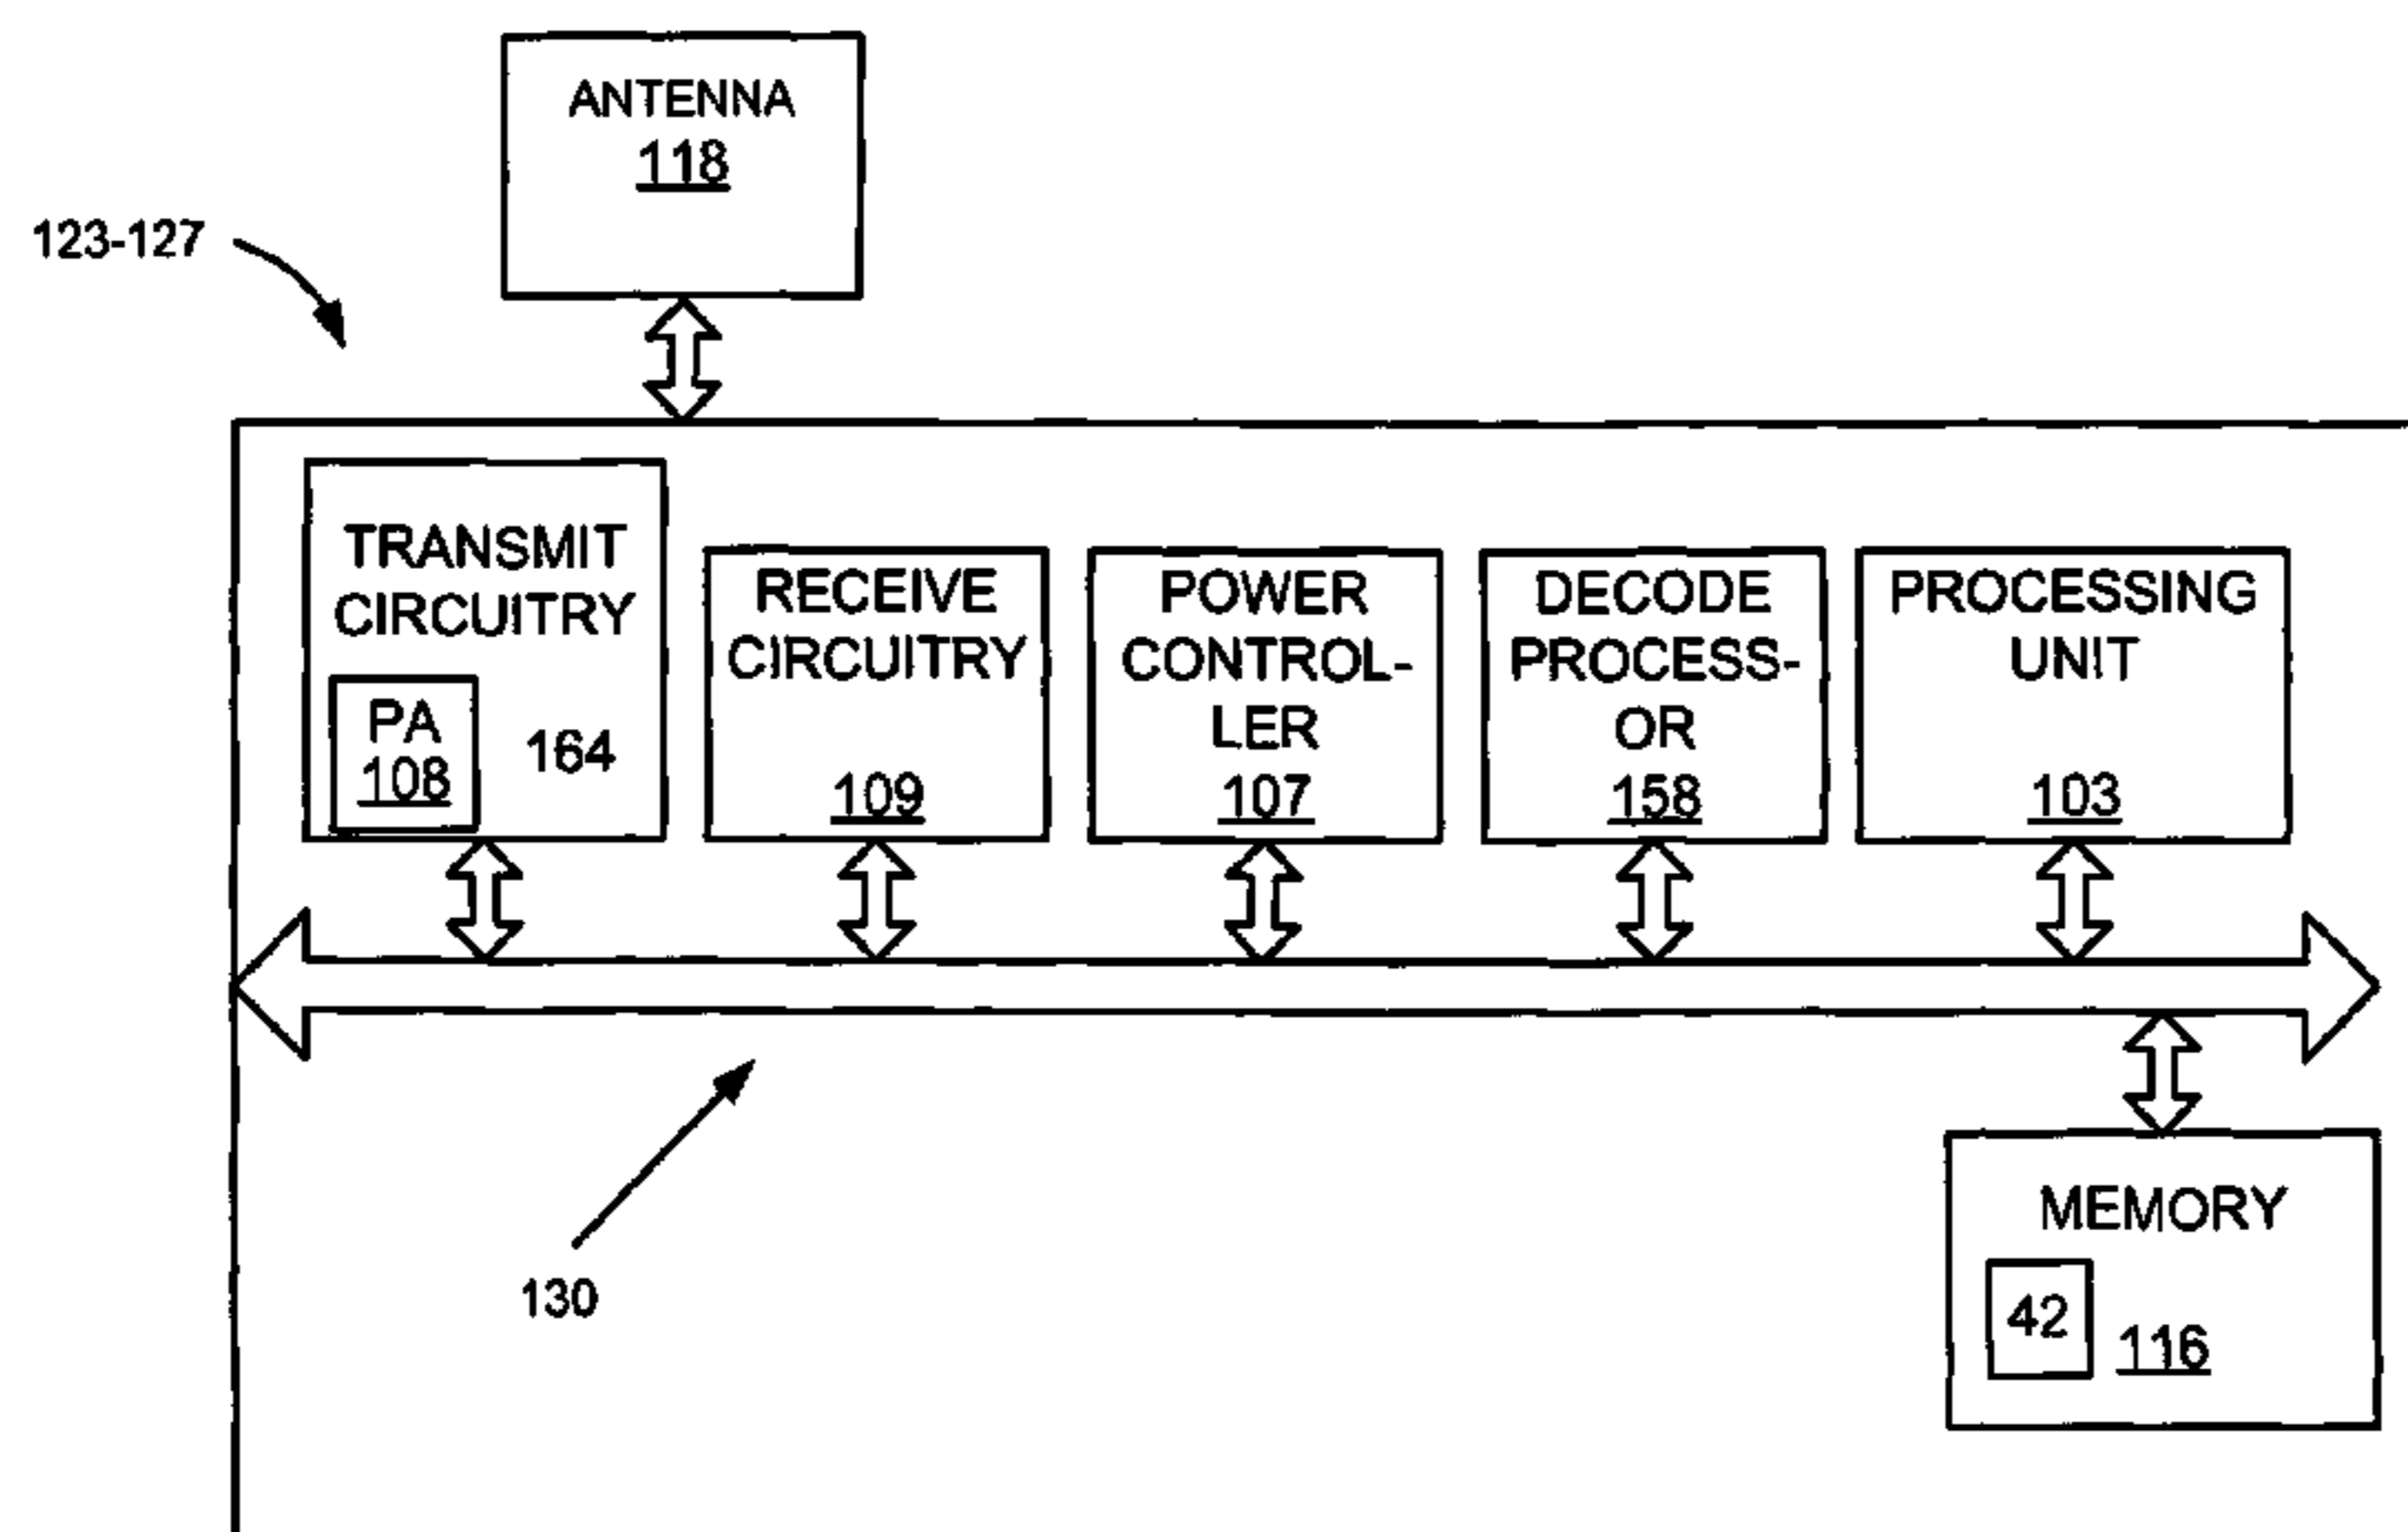 ANTENNA
118
123-127
TRANSMIT
CIRCUITRY
PA
108
164
RECEIVE
CIRCUITRY
109
POWER
CONTROL-
LER
107
DECODE
PROCESS-
OR
158
PROCESSING
UNIT
103
130
MEMORY
42
116